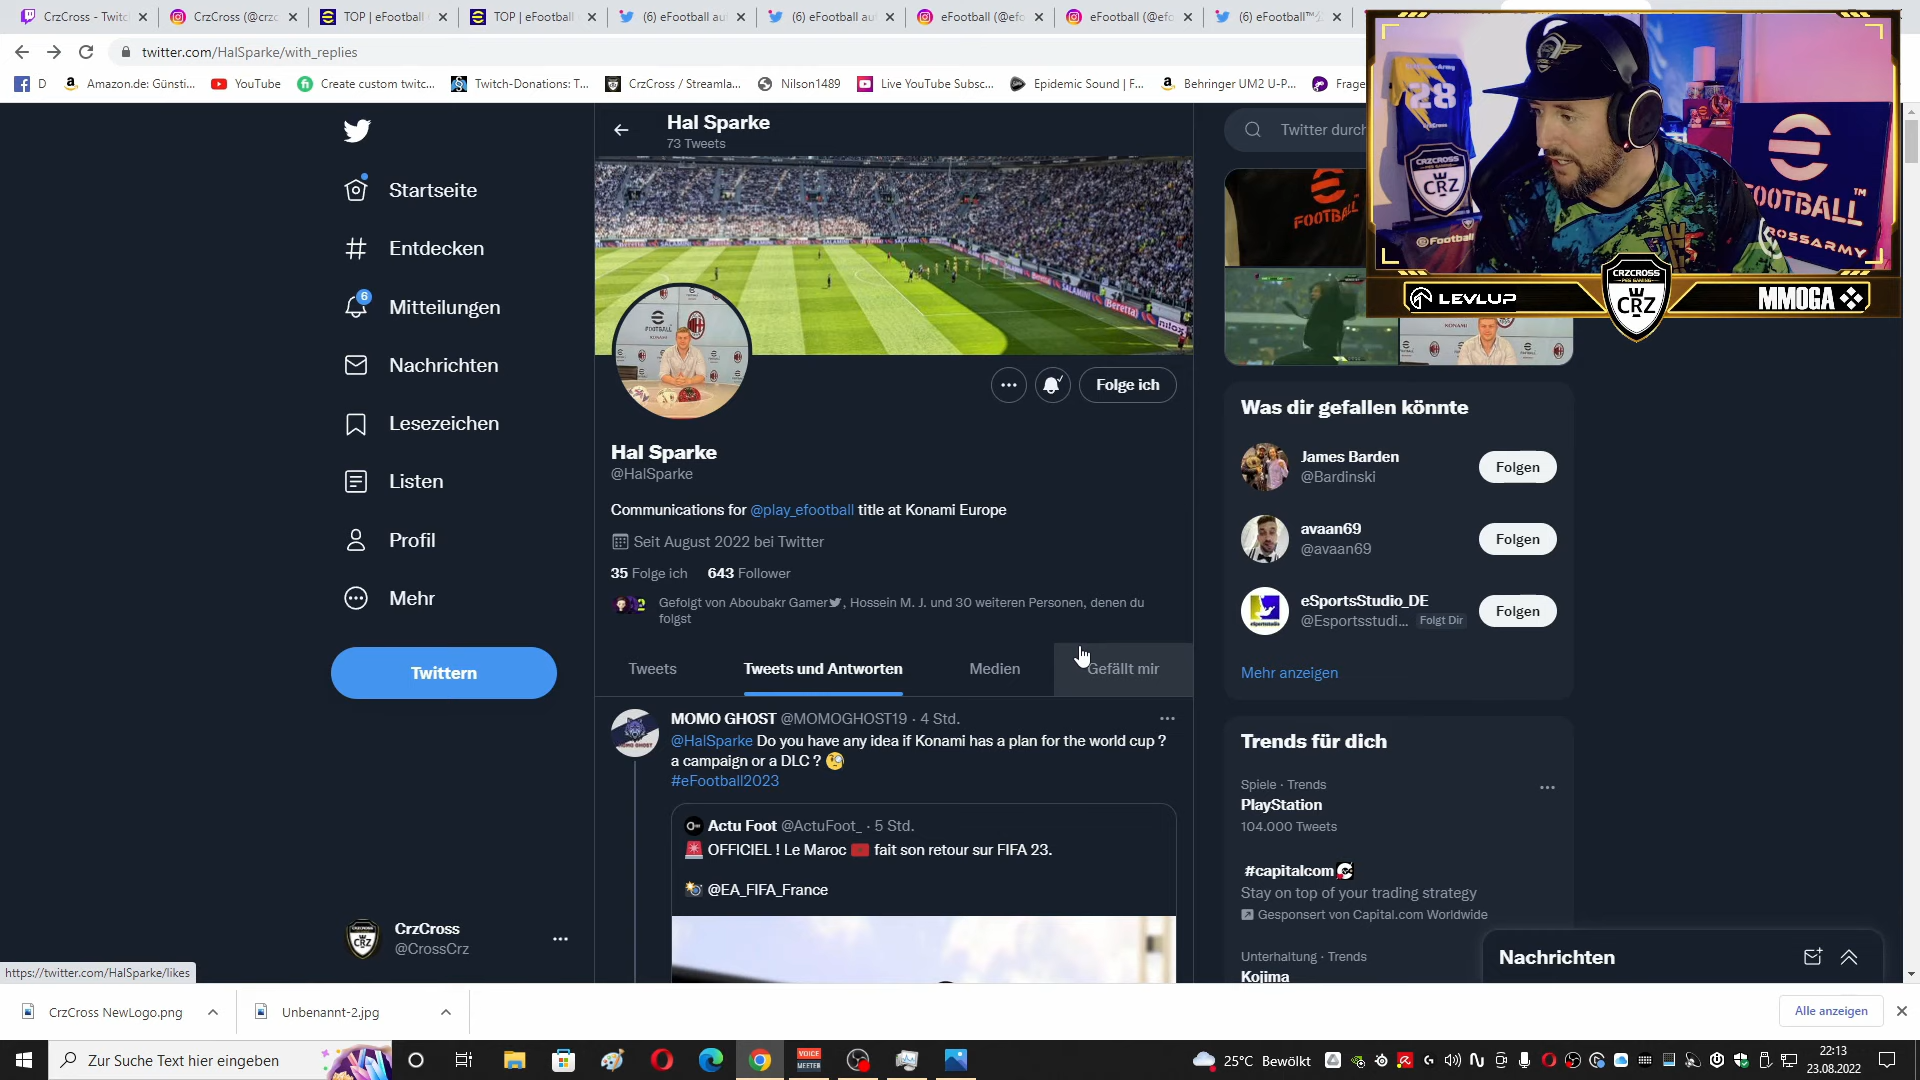 CrzCross - Twitc
CrzCross (@crzc
TOP | eFootball
TOP | eFootball
(6) eFootball au
(6) eFootball au
eFootball (@efo
eFootball (@efo
(6) eFootball™
twitter.com/HalSparke/with_replies
D
Amazon.de: Günsti...
YouTube
Create custom twitc...
Twitch-Donations: T...
CrzCross / Streamla...
Nilson1489
Live YouTube Subsc...
Epidemic Sound | F...
Behringer UM2 U-P...
Frage
Startseite
Entdecken
6
Mitteilungen
Nachrichten
Lesezeichen
Listen
Profil
Mehr
Twittern
CrzCross
@CrossCrz
https://twitter.com/HalSparke/likes
Hal Sparke
73 Tweets
Folge ich
Hal Sparke
@HalSparke
Communications for @play_efootball title at Konami Europe
Seit August 2022 bei Twitter
35 Folge ich 643 Follower
Gefolgt von Aboubakr Gamer, Hossein M. J. und 30 weiteren Personen, denen du
folgst
Tweets
Tweets und Antworten
Medien
Gefällt mir
MOMO GHOST @MOMOGHOST19 · 4 Std.
@HalSparke Do you have any idea if Konami has a plan for the world cup ?
a campaign or a DLC ? 🧐
#eFootball2023
Actu Foot @ActuFoot_ · 5 Std.
🚨 OFFICIEL ! Le Maroc 🇲🇦 fait son retour sur FIFA 23.
📸 @EA_FIFA_France
Twitter durch
FOOTBALL
28
CRZCROSS
CRZ
eFootball
FOOTBALL™
CROSSARMY
LEVLUP
CRZCROSS
CRZ
MMOGA
Was dir gefallen könnte
James Barden
@Bardinski
Folgen
avaan69
@avaan69
Folgen
eSportsStudio_DE
@Esportsstudi... Folgt Dir
Folgen
Mehr anzeigen
Trends für dich
Spiele · Trends
PlayStation
104.000 Tweets
#capitalcom
Stay on top of your trading strategy
Gesponsert von Capital.com Worldwide
Unterhaltung · Trends
Kojima
Nachrichten
CrzCross NewLogo.png
Unbenannt-2.jpg
Alle anzeigen
Zur Suche Text hier eingeben
VOICE
MEETER
25°C Bewölkt
22:13
23.08.2022